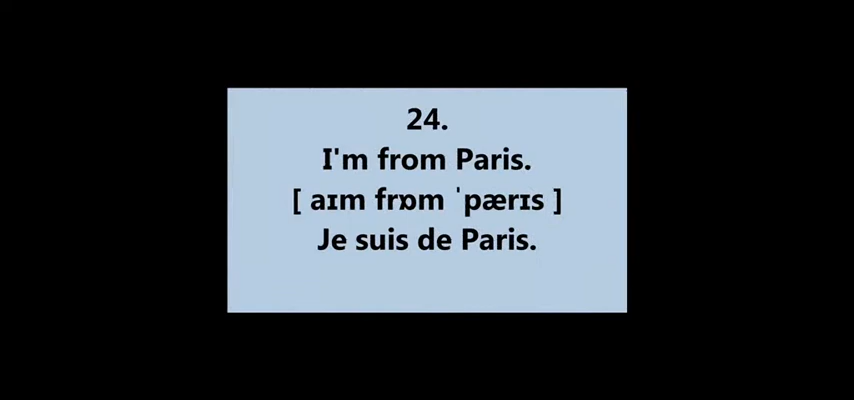 24.
I'm from Paris.
[ aɪm frɒm ˈpærɪs ]
Je suis de Paris.